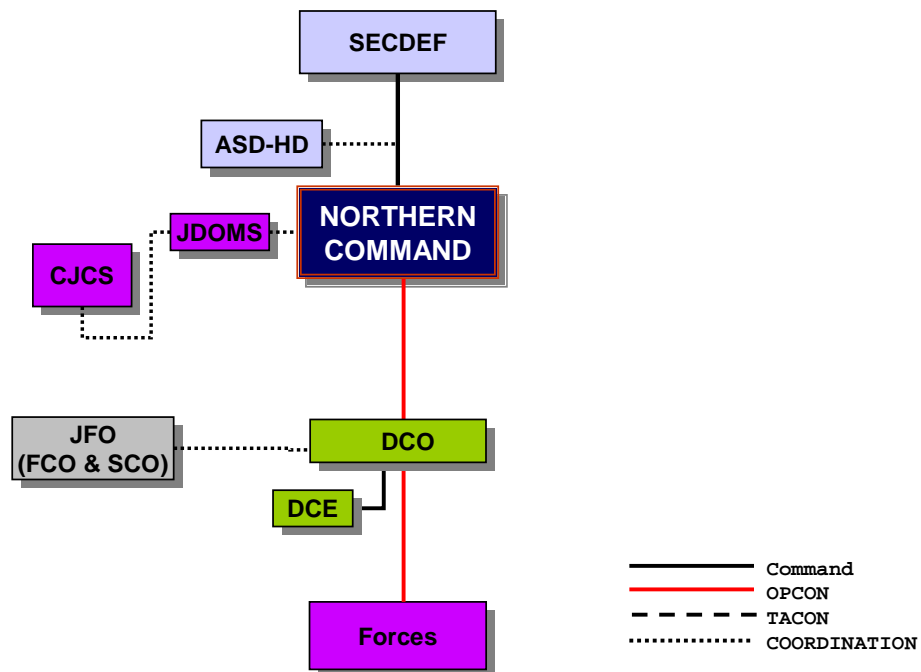 SECDEF
ASD-HD
NORTHERN
COMMAND
JDOMS
CJCS
JFO
(FCO & SCO)
DCO
DCE
Forces
Command
OPCON
TACON
COORDINATION